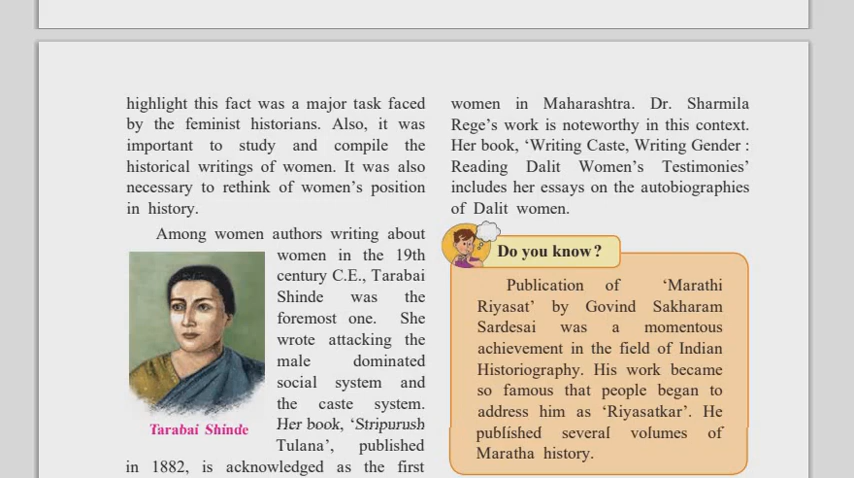 highlight this fact was a major task faced
by the feminist historians. Also, it was
important to study and compile the
historical writings of women. It was also
necessary to rethink of women's position
in history.
Among women authors writing about
women in the 19th
century C.E., Tarabai
Shinde was the
foremost one. She
wrote attacking the
male dominated
social system and
the caste system.
Her book, ‘Stripurush
Tulana’, published
in 1882, is acknowledged as the first
Tarabai Shinde
women in Maharashtra. Dr. Sharmila
Rege’s work is noteworthy in this context.
Her book, ‘Writing Caste, Writing Gender :
Reading Dalit Women’s Testimonies’
includes her essays on the autobiographies
of Dalit women.
Do you know?
Publication of ‘Marathi
Riyasat’ by Govind Sakharam
Sardesai was a momentous
achievement in the field of Indian
Historiography. His work became
so famous that people began to
address him as ‘Riyasatkar’. He
published several volumes of
Maratha history.